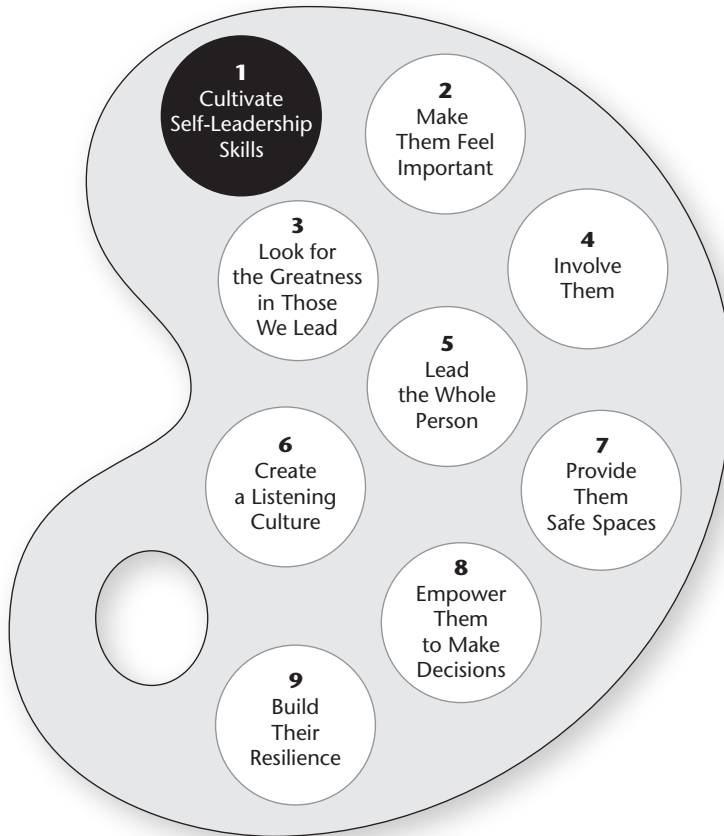 1
Cultivate
Self-Leadership
Skills
2
Make
Them Feel
Important
3
Look for
the Greatness
in Those
We Lead
4
Involve
Them
5
Lead
the Whole
Person
6
Create
a Listening
Culture
7
Provide
Them
Safe Spaces
8
Empower
Them
to Make
Decisions
9
Build
Their
Resilience